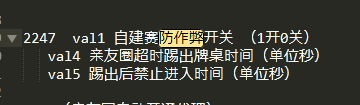 2247 val1 自建赛防作弊开关 （1开0关）
val4 亲友圈超时踢出牌桌时间（单位秒）
val5 踢出后禁止进入时间（单位秒）